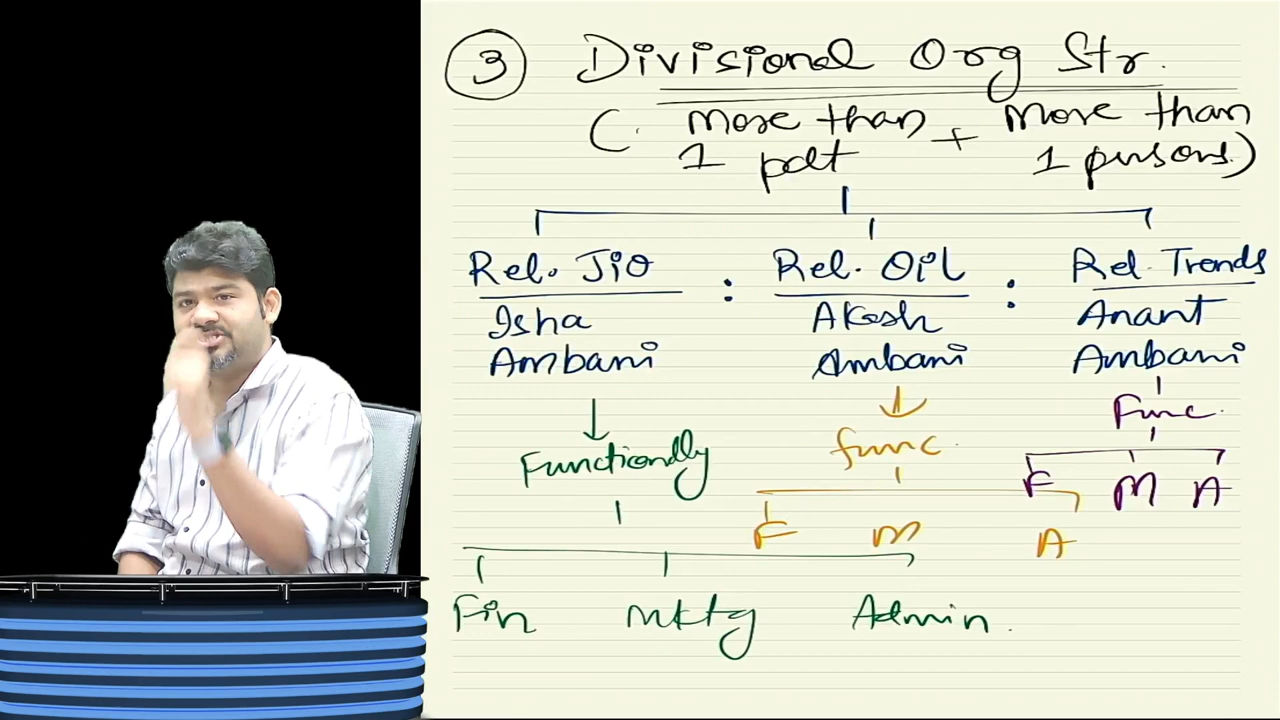 3 Divisional Org Str.
(. more than 1 pdt + more than 1 persons.)
Rel. Jio : Rel. Oil : Rel. Trends
Isha Ambani
Akash Ambani
Anant Ambani
Functionally
func
Func.
F M A
F M A
Fin Mktg Admin.